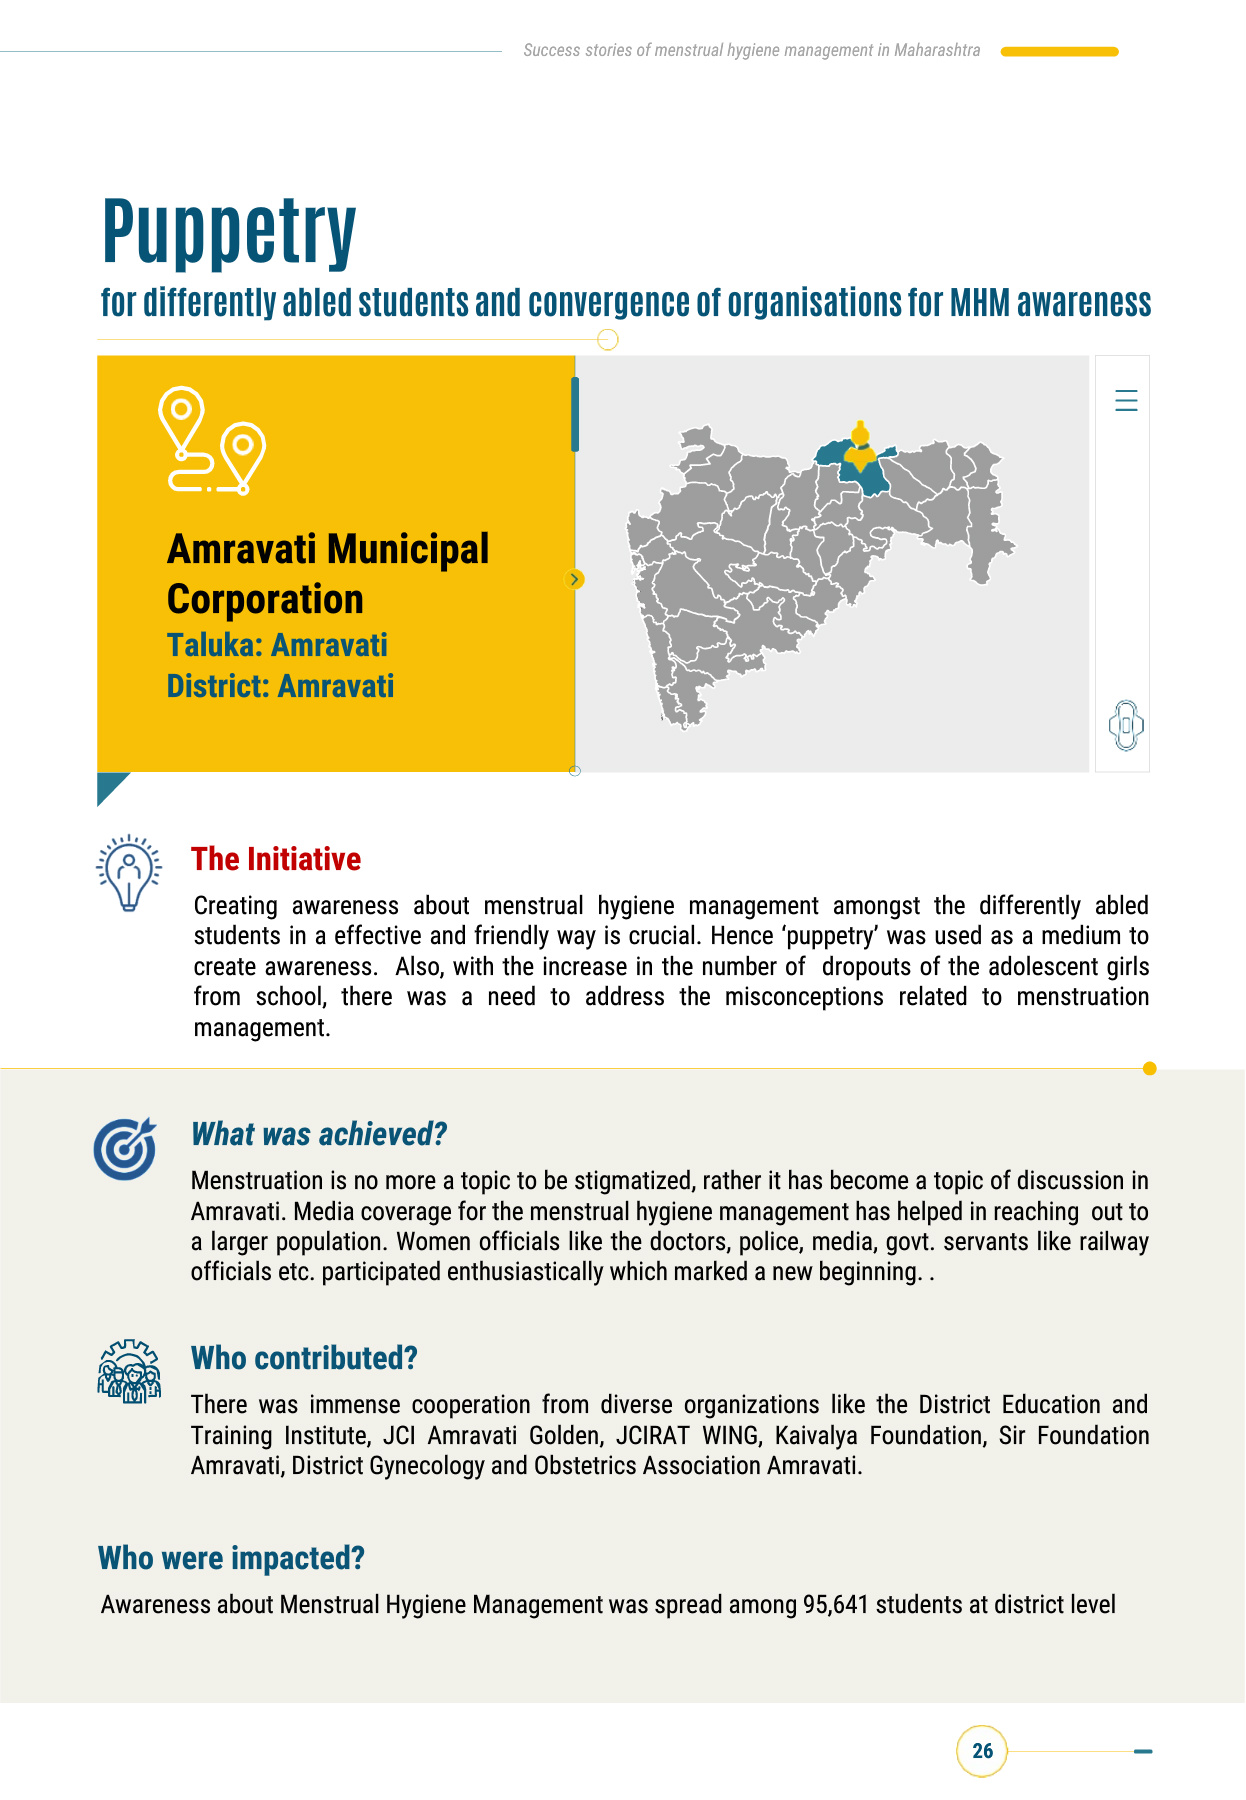 Success stories of menstrual hygiene management in Maharashtra
Puppetry
for differently abled students and convergence of organisations for MHM awareness
Amravati Municipal
Corporation
Taluka: Amravati
District: Amravati
The Initiative
Creating awareness about menstrual hygiene management amongst the differently abled
students in a effective and friendly way is crucial. Hence ‘puppetry’ was used as a medium to
create awareness.  Also, with the increase in the number of  dropouts of the adolescent girls
from school, there was a need to address the misconceptions related to menstruation
management.
What was achieved?
Menstruation is no more a topic to be stigmatized, rather it has become a topic of discussion in
Amravati. Media coverage for the menstrual hygiene management has helped in reaching  out to
a larger population. Women officials like the doctors, police, media, govt. servants like railway
officials etc. participated enthusiastically which marked a new beginning. .
Who contributed?
There was immense cooperation from diverse organizations like the District Education and
Training Institute, JCI Amravati Golden, JCIRAT WING, Kaivalya Foundation, Sir Foundation
Amravati, District Gynecology and Obstetrics Association Amravati.
Who were impacted?
Awareness about Menstrual Hygiene Management was spread among 95,641 students at district level
26